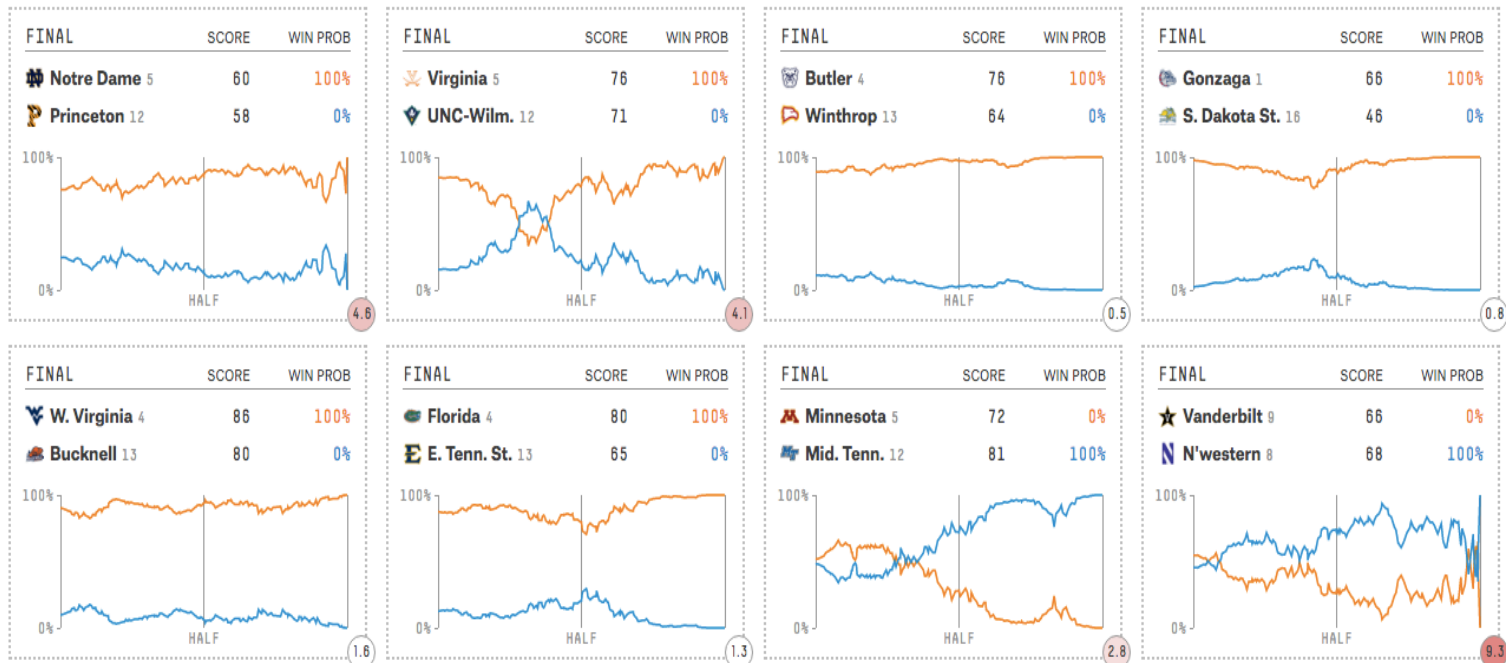 FINAL SCORE WIN PROB
Notre Dame 5 60 100%
Princeton 12 58 0%
100%
0%
HALF
4.6
FINAL SCORE WIN PROB
Virginia 5 76 100%
UNC-Wilm. 12 71 0%
100%
0%
HALF
4.1
FINAL SCORE WIN PROB
Butler 4 76 100%
Winthrop 13 64 0%
100%
0%
HALF
0.5
FINAL SCORE WIN PROB
Gonzaga 1 66 100%
S. Dakota St. 16 46 0%
100%
0%
HALF
0.8
FINAL SCORE WIN PROB
W. Virginia 4 86 100%
Bucknell 13 80 0%
100%
0%
HALF
1.6
FINAL SCORE WIN PROB
Florida 4 80 100%
E. Tenn. St. 13 65 0%
100%
0%
HALF
1.3
FINAL SCORE WIN PROB
Minnesota 5 72 0%
Mid. Tenn. 12 81 100%
100%
0%
HALF
2.8
FINAL SCORE WIN PROB
Vanderbilt 9 66 0%
N'western 8 68 100%
100%
0%
HALF
9.3